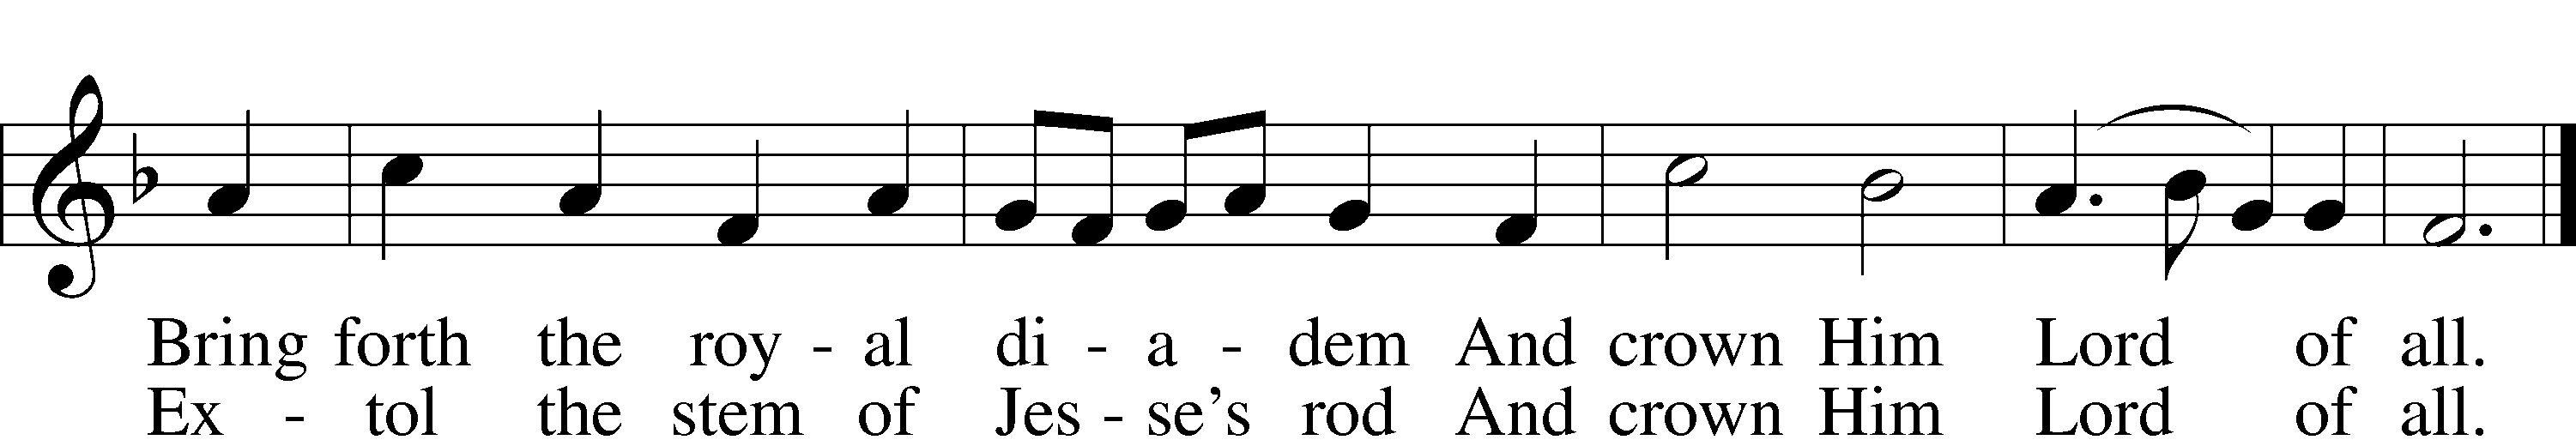 Bring forth the roy - al di - a - dem And crown Him Lord of all.
Ex - tol the stem of Jes - se's rod And crown Him Lord of all.